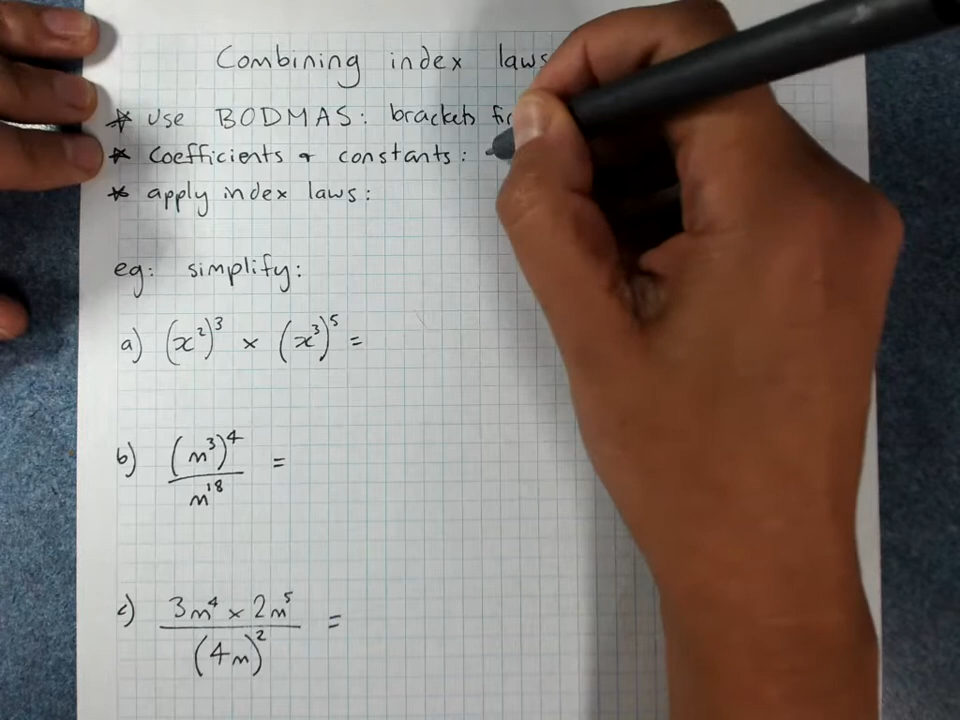 Combining index laws
* use BODMAS: brackets
* Coefficients & constants:
* apply index laws:
eg: simplify:
a) (x²)³ × (x³)⁵ =
b) (m³)⁴ / m¹⁸ =
c) 3m⁴ × 2m⁵ / (4m)² =